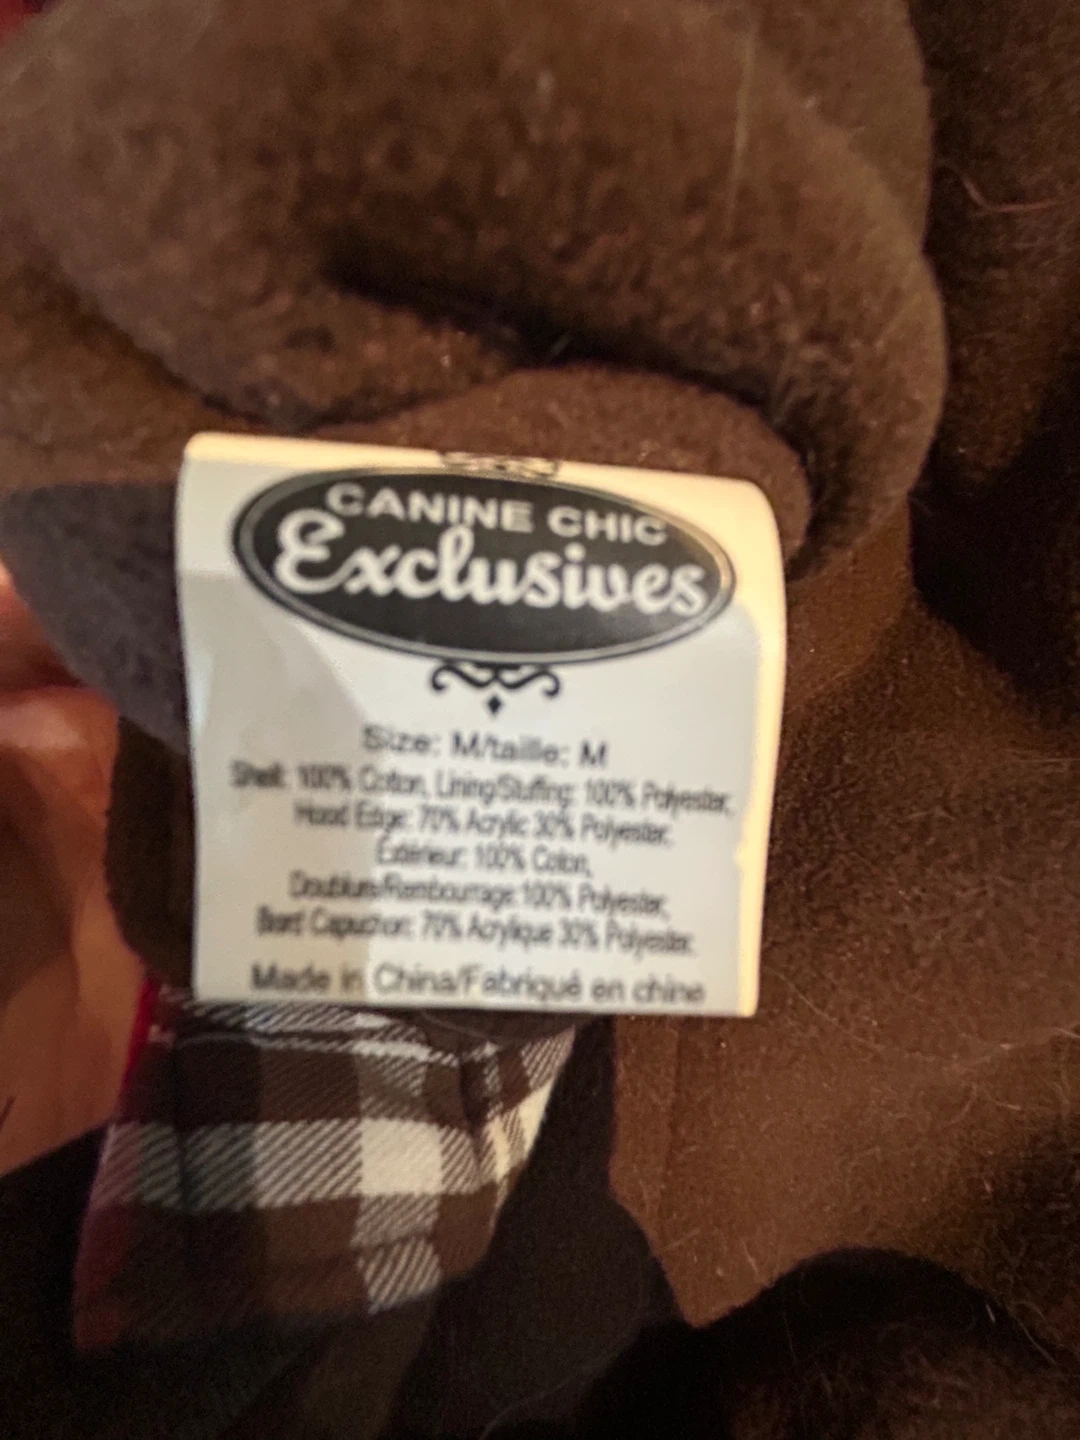 CANINE CHIC
Exclusives
Size: M/taille: M
Shell: 100% Cotton, Lining/Stuffing: 100% Polyester,
Hood Edge: 70% Acrylic 30% Polyester,
Extérieur: 100% Coton,
Doublure/Rembourrage:100% Polyester,
Bord Capuchon: 70% Acrylique 30% Polyester.
Made in China/Fabriqué en chine